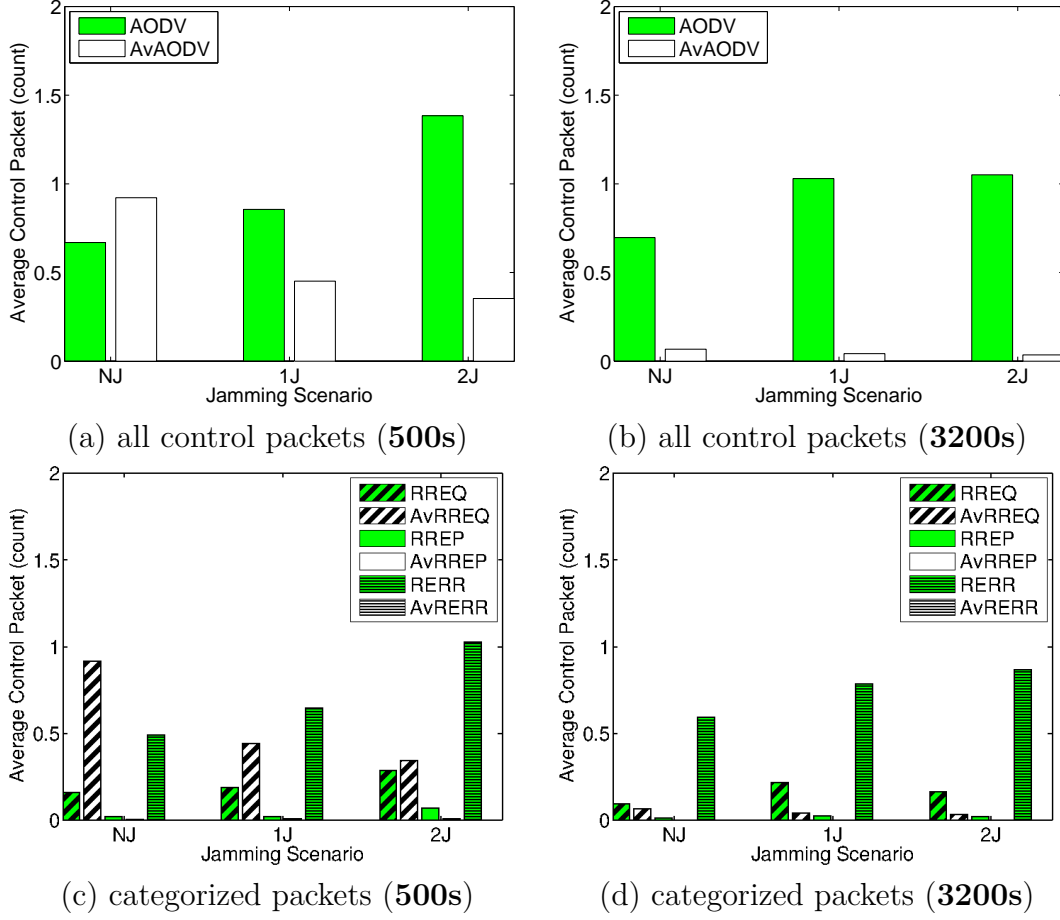 AODV
AvAODV
2
1.5
1
0.5
0
Average Control Packet (count)
NJ
1J
2J
Jamming Scenario
(a) all control packets (500s)
AODV
AvAODV
2
1.5
1
0.5
0
Average Control Packet (count)
NJ
1J
2J
Jamming Scenario
(b) all control packets (3200s)
RREQ
AvRREQ
RREP
AvRREP
RERR
AvRERR
2
1.5
1
0.5
0
Average Control Packet (count)
NJ
1J
2J
Jamming Scenario
(c) categorized packets (500s)
RREQ
AvRREQ
RREP
AvRREP
RERR
AvRERR
2
1.5
1
0.5
0
Average Control Packet (count)
NJ
1J
2J
Jamming Scenario
(d) categorized packets (3200s)